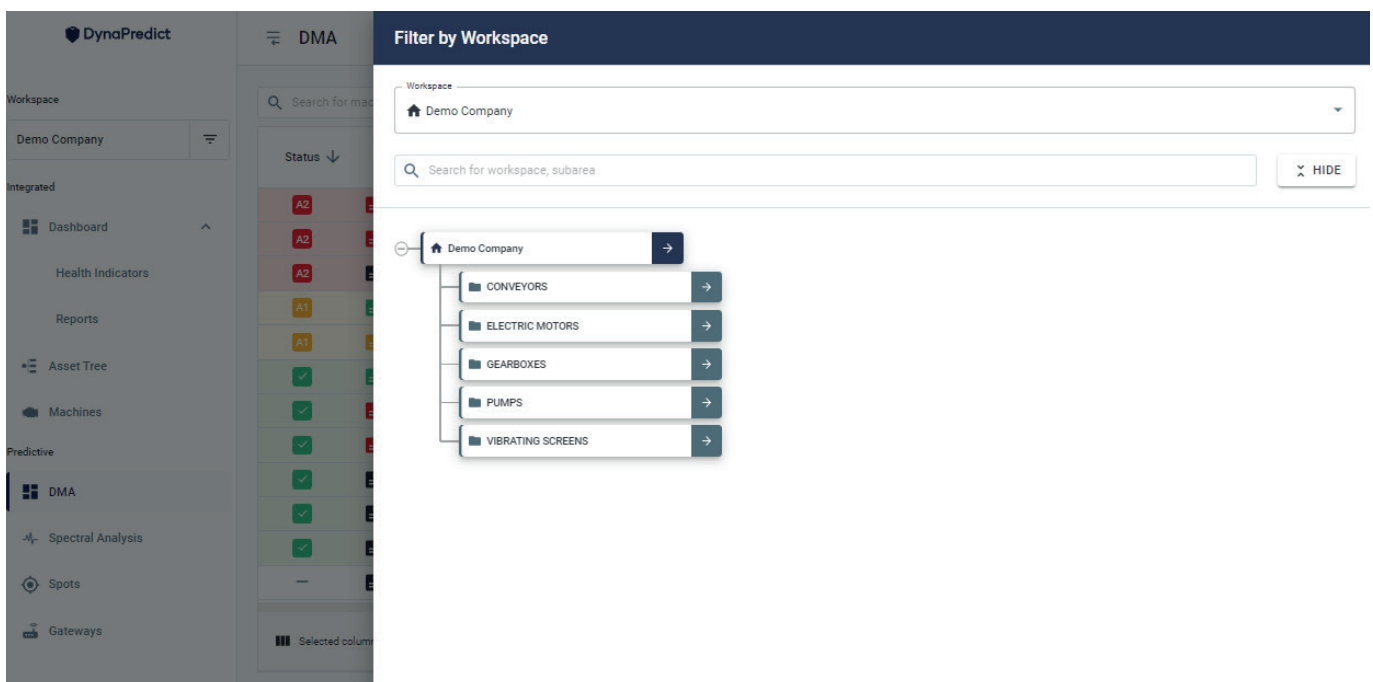 DynaPredict
Workspace
Demo Company
Integrated
Dashboard
Health Indicators
Reports
Asset Tree
Machines
Predictive
DMA
Spectral Analysis
Spots
Gateways
DMA
Search for mac
Status
A2
A2
A2
A1
A1
Selected colum
Filter by Workspace
Workspace
Demo Company
Search for workspace, subarea
HIDE
Demo Company
CONVEYORS
ELECTRIC MOTORS
GEARBOXES
PUMPS
VIBRATING SCREENS